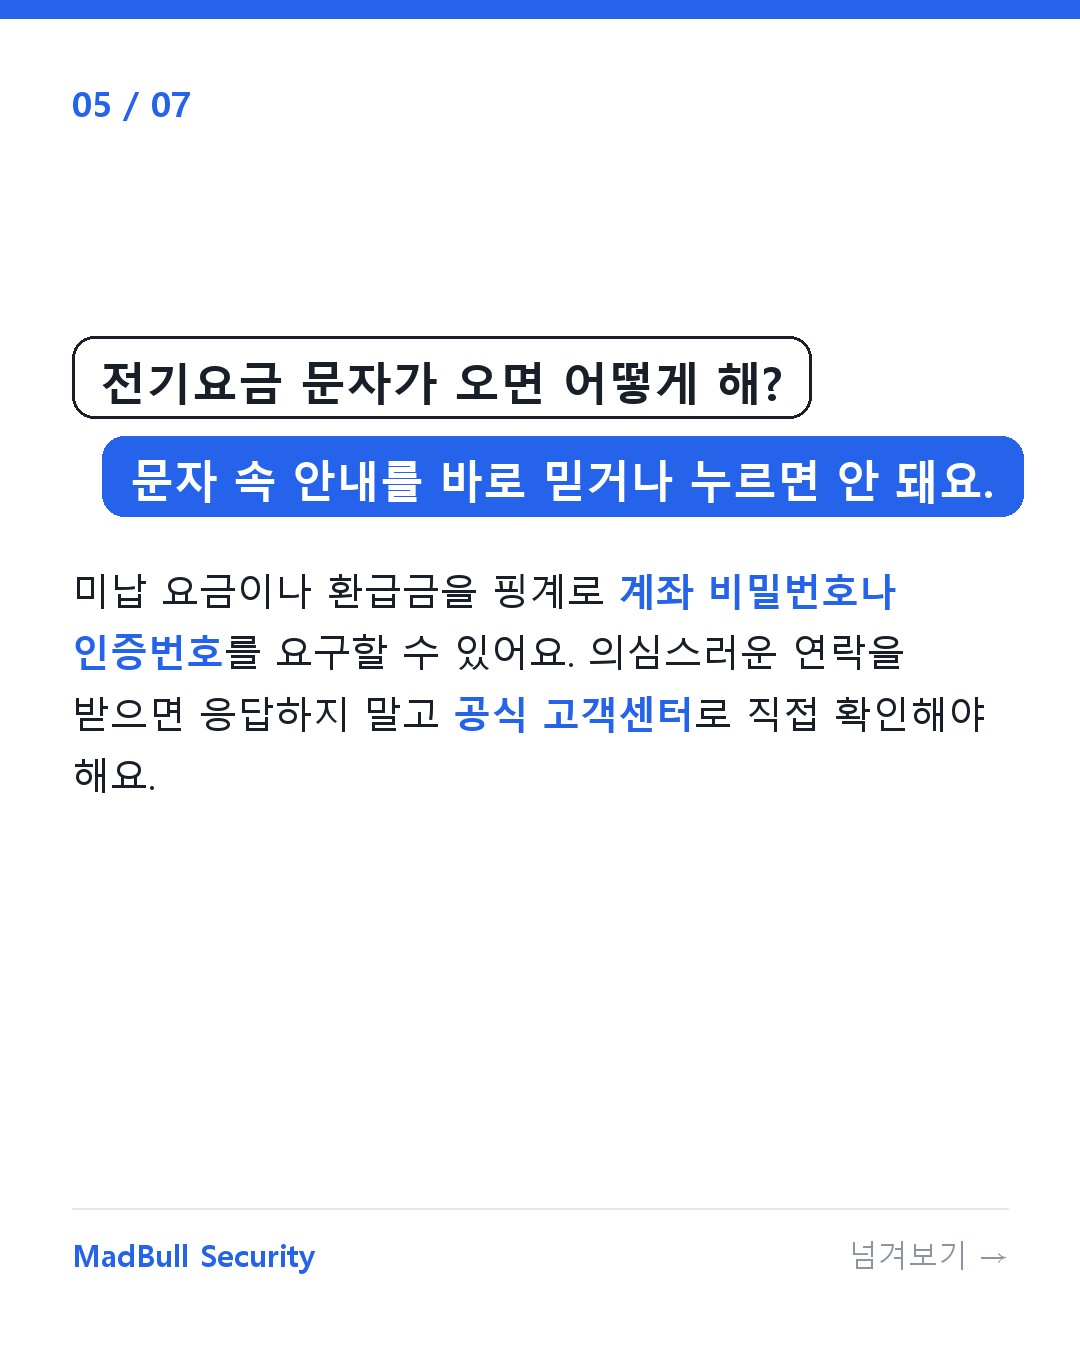 05 / 07
전기요금 문자가 오면 어떻게 해?
문자 속 안내를 바로 믿거나 누르면 안 돼요.
미납 요금이나 환급금을 핑계로 계좌 비밀번호나
인증번호를 요구할 수 있어요. 의심스러운 연락을
받으면 응답하지 말고 공식 고객센터로 직접 확인해야
해요.
MadBull Security
넘겨보기 →